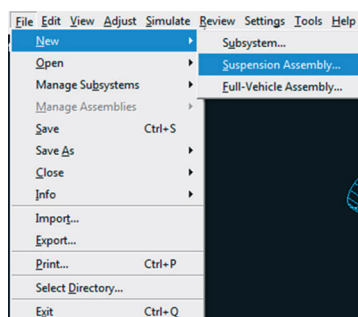 File Edit View Adjust Simulate Review Settings Tools Help
New
Subsystem...
Open
Suspension Assembly...
Manage Subsystems
Full-Vehicle Assembly...
Manage Assemblies
Save Ctrl+S
Save As
Close
Info
Import...
Export...
Print... Ctrl+P
Select Directory...
Exit Ctrl+Q